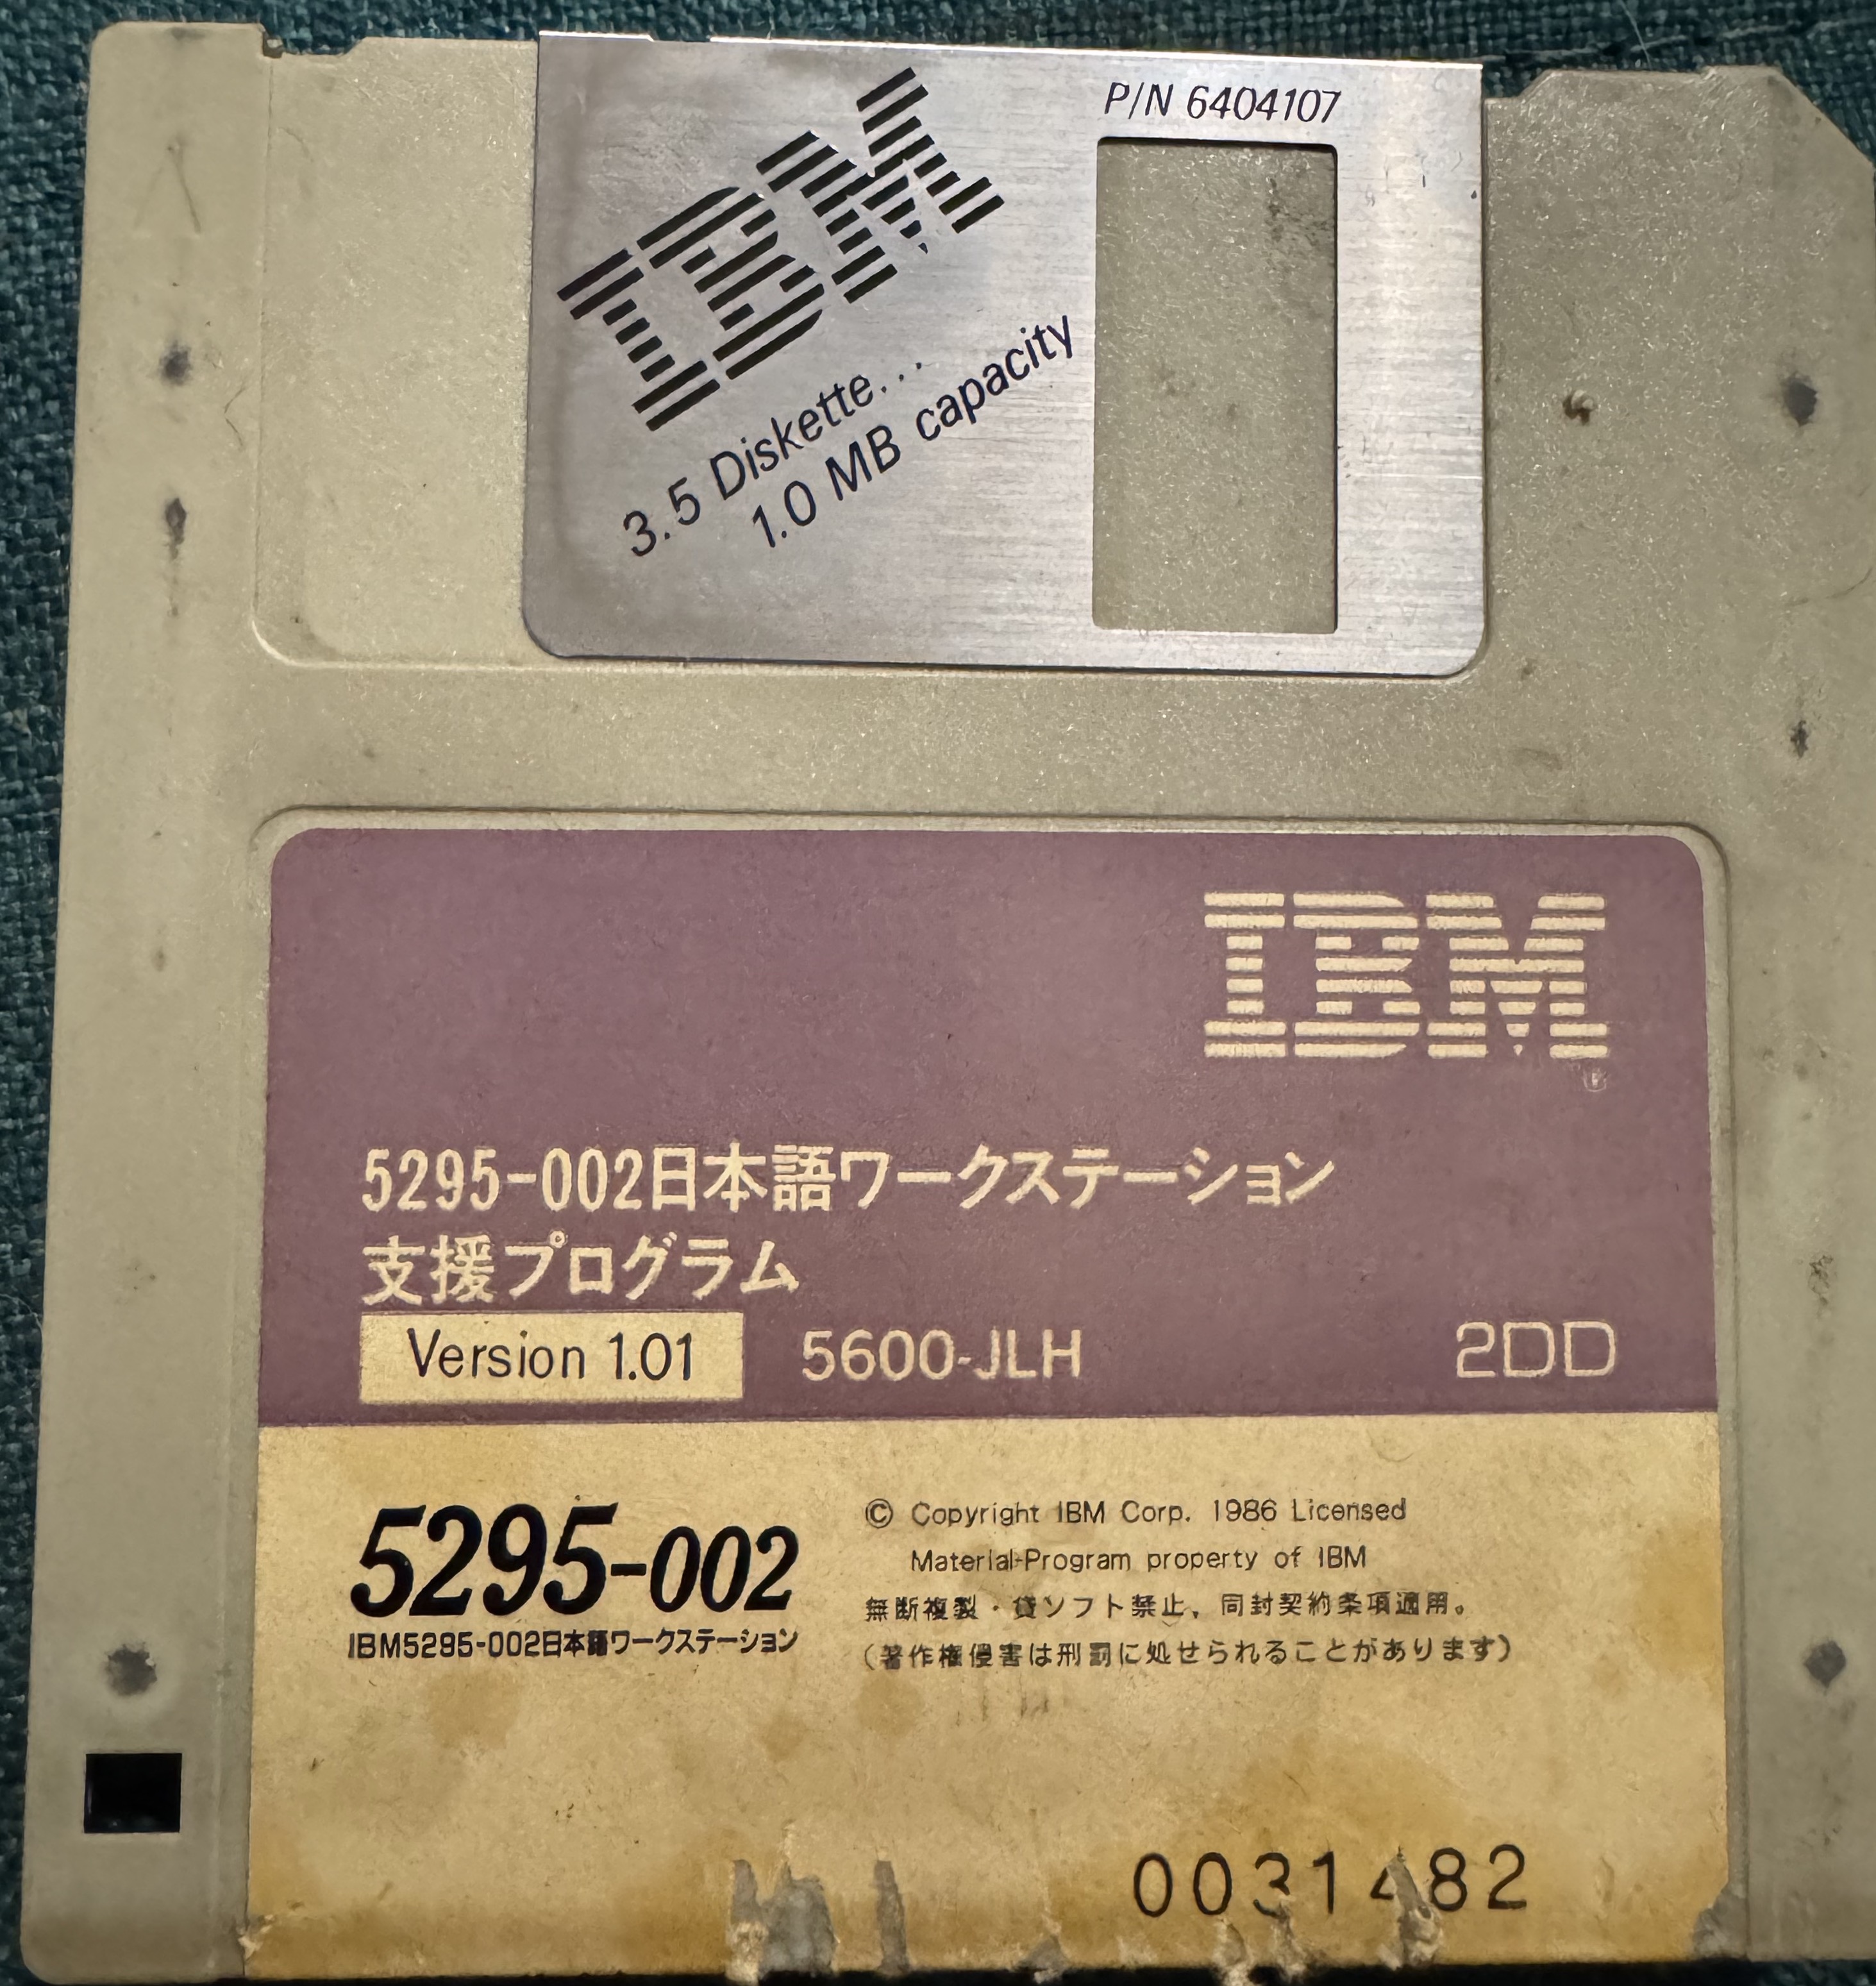 P/N 6404107
IBM
3.5 Diskette...
1.0 MB capacity
IBM
®
5295-002日本語ワークステーション
支援プログラム
Version 1.01
5600-JLH
2DD
5295-002
IBM5295-002日本語ワークステーション
© Copyright IBM Corp. 1986 Licensed
Material-Program property of IBM
無断複製・貸ソフト禁止、同封契約条項適用。
(著作権侵害は刑罰に処せられることがあります)
0031482